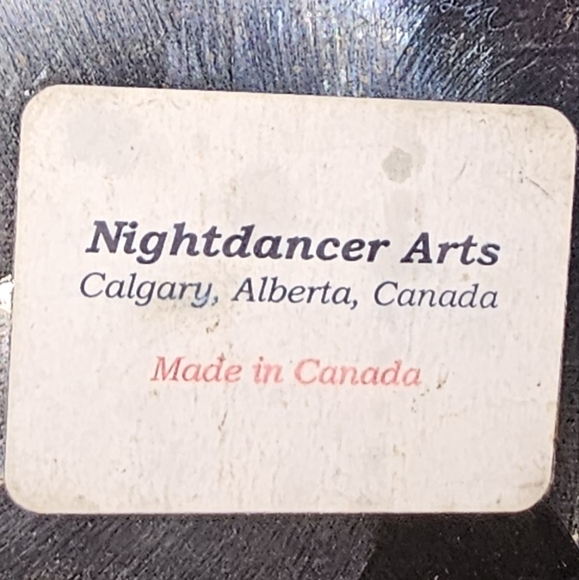 Nightdancer Arts
Calgary, Alberta, Canada
Made in Canada